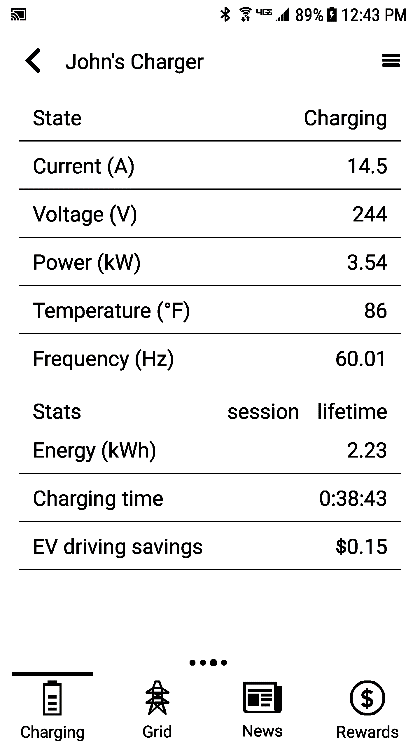 4G LTE 89% 12:43 PM
John's Charger
State Charging
Current (A) 14.5
Voltage (V) 244
Power (kW) 3.54
Temperature (°F) 86
Frequency (Hz) 60.01
Stats session lifetime
Energy (kWh) 2.23
Charging time 0:38:43
EV driving savings $0.15
$
Charging Grid News Rewards